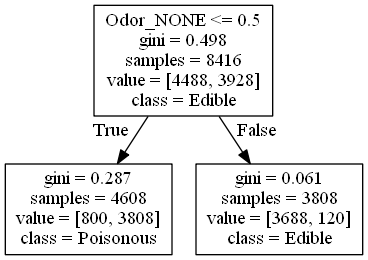 Odor_NONE <= 0.5
gini = 0.498
samples = 8416
value = [4488, 3928]
class = Edible
True
False
gini = 0.287
samples = 4608
value = [800, 3808]
class = Poisonous
gini = 0.061
samples = 3808
value = [3688, 120]
class = Edible